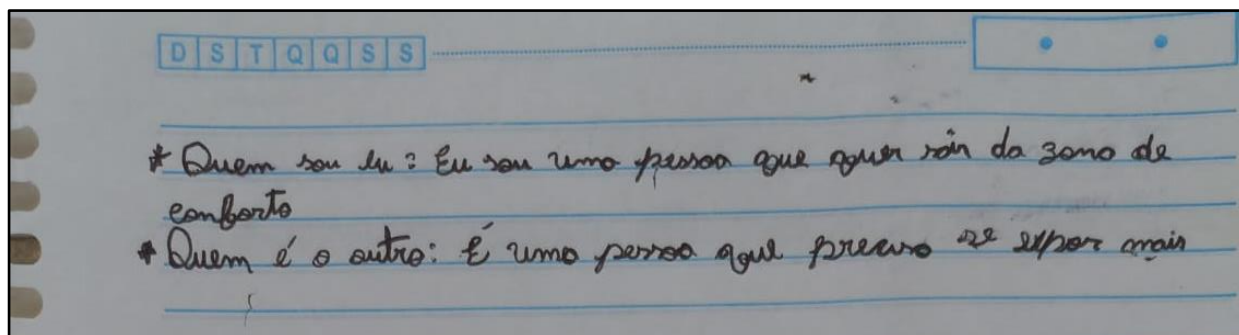 D S T Q Q S S
* Quem sou eu: Eu sou uma pessoa que quer sair da zona de
conforto
* Quem é o outro: É uma pessoa que precisa se expor mais